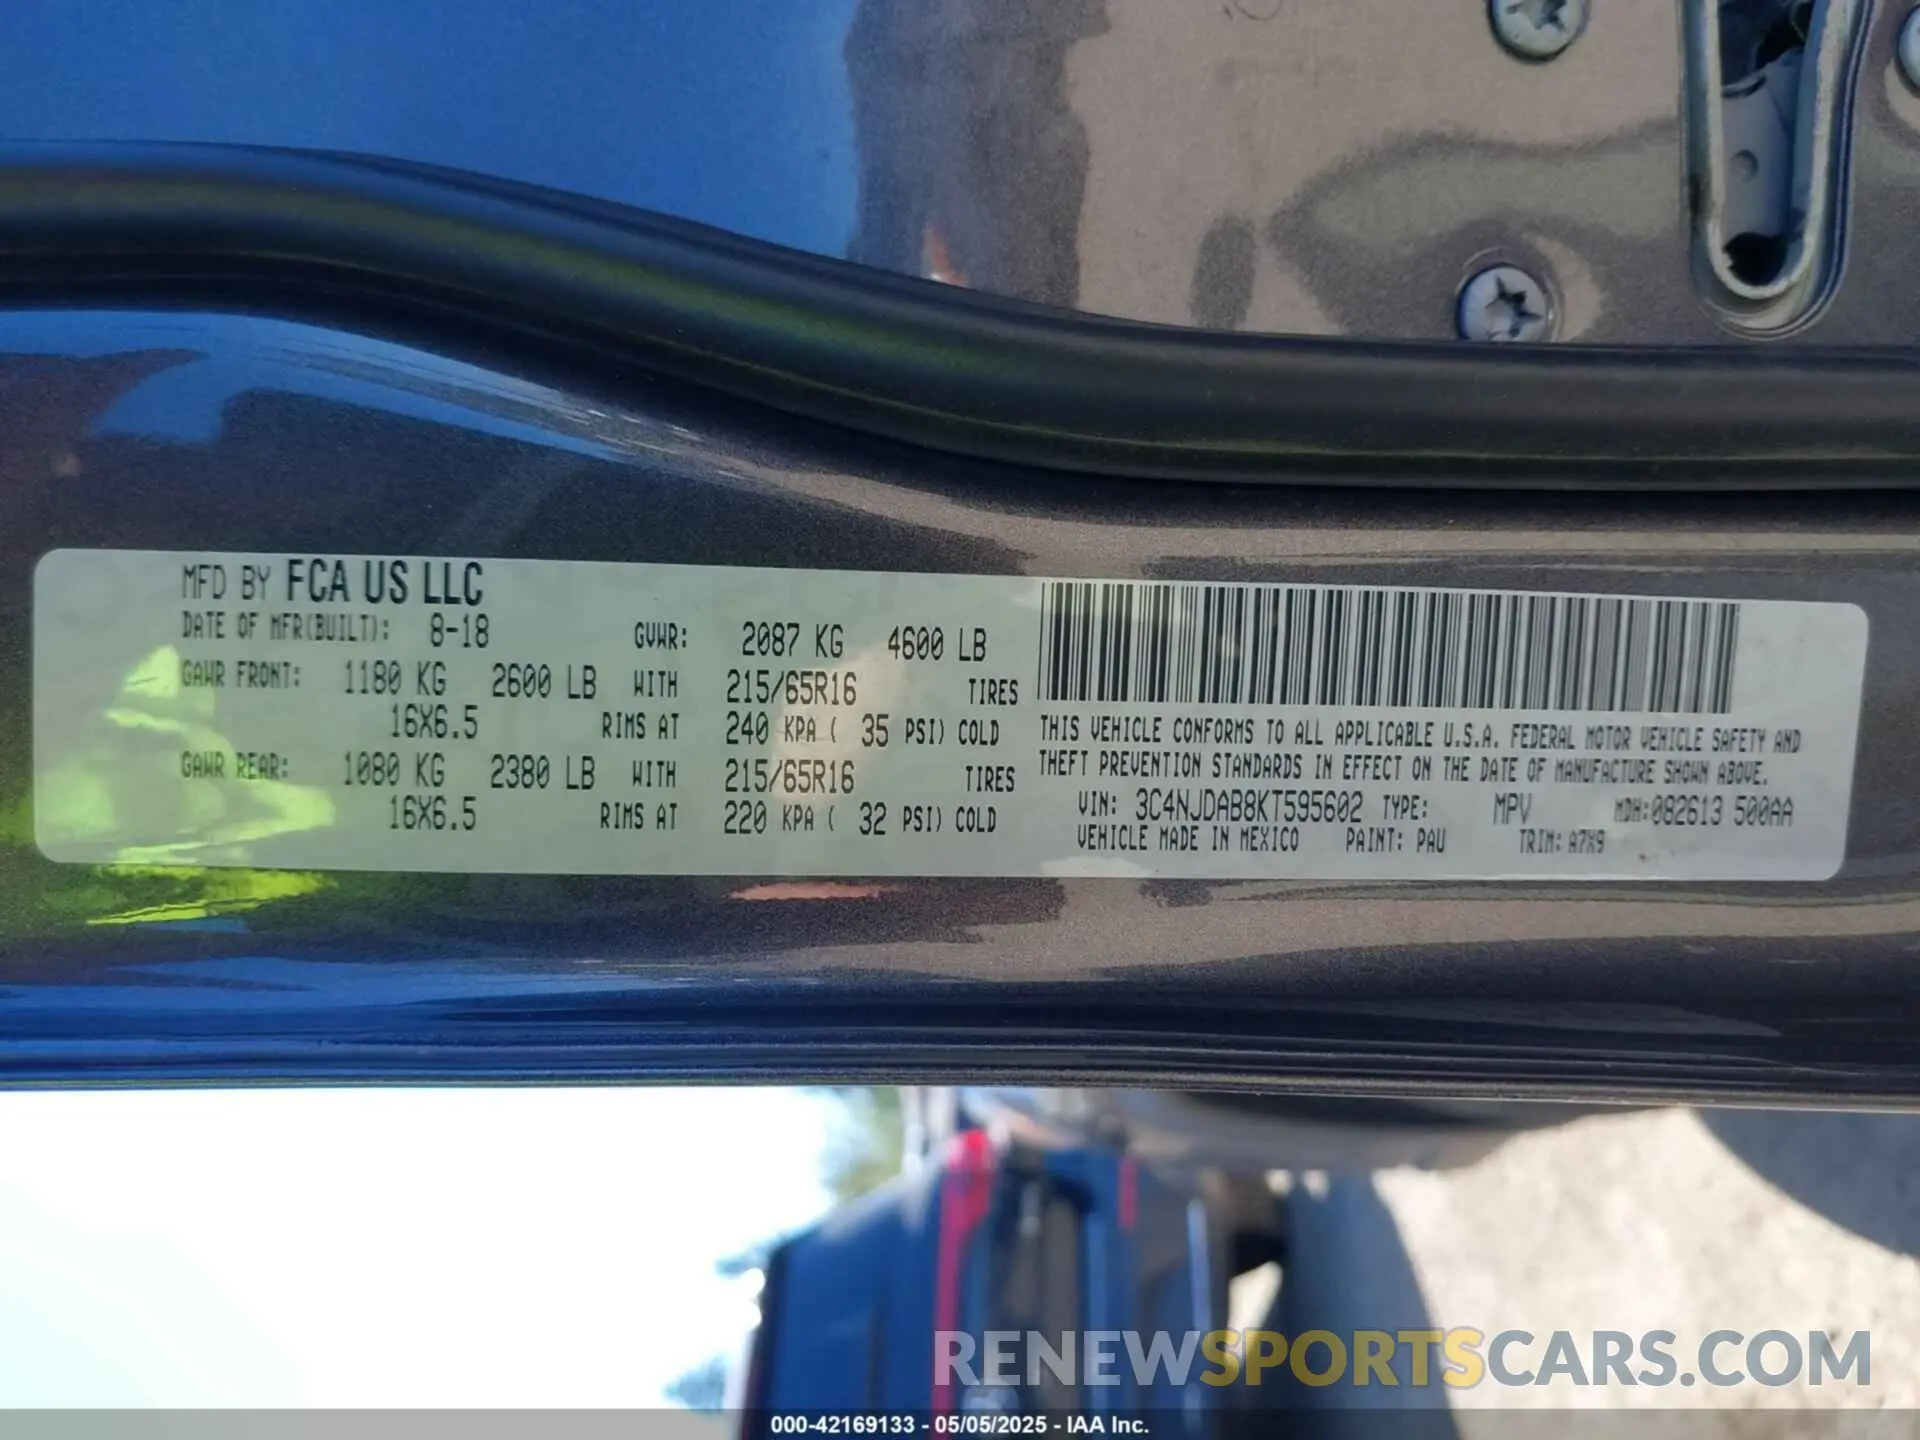 MFD BY FCA US LLC
DATE OF MFR(BUILT): 8-18 GVWR: 2087 KG 4600 LB
GAWR FRONT: 1180 KG 2600 LB WITH 215/65R16 TIRES
16X6.5 RIMS AT 240 KPA ( 35 PSI) COLD
GAWR REAR: 1080 KG 2380 LB WITH 215/65R16 TIRES
16X6.5 RIMS AT 220 KPA ( 32 PSI) COLD
THIS VEHICLE CONFORMS TO ALL APPLICABLE U.S.A. FEDERAL MOTOR VEHICLE SAFETY AND
THEFT PREVENTION STANDARDS IN EFFECT ON THE DATE OF MANUFACTURE SHOWN ABOVE.
VIN: 3C4NJDAB8KT595602 TYPE: MPV MDH:082613 500AA
VEHICLE MADE IN MEXICO PAINT: PAU TRIM: A7X9
RENEWSPORTSCARS.COM
000-42169133 - 05/05/2025 - IAA Inc.